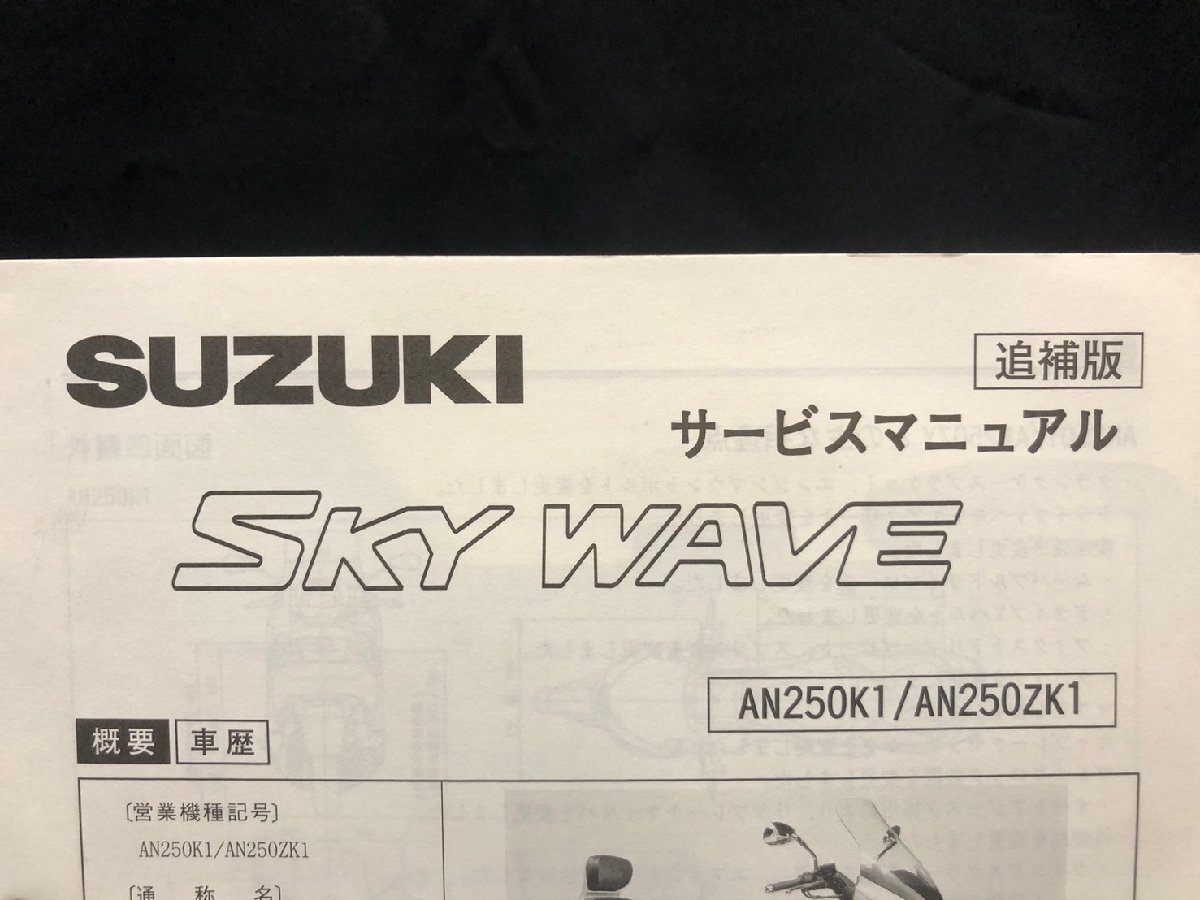 SUZUKI
追補版
サービスマニュアル
SKY WAVE
AN250K1/AN250ZK1
概要 車歴
〔営業機種記号〕
AN250K1/AN250ZK1
〔通称名〕